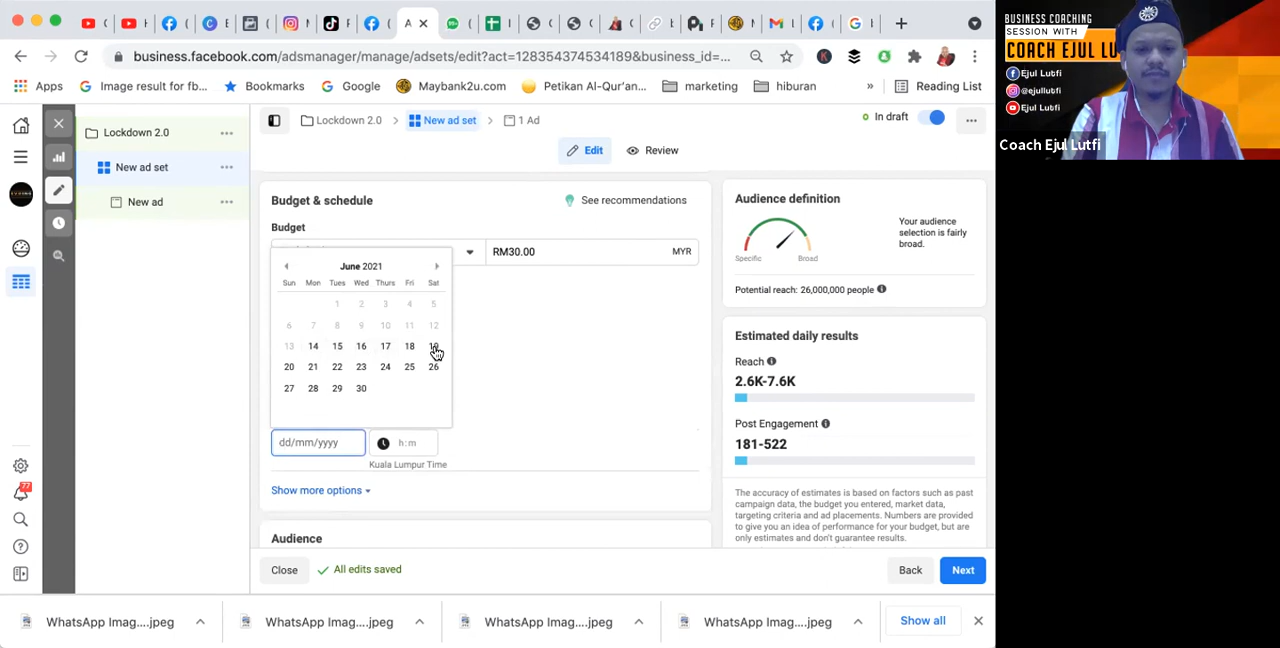 A
(
business.facebook.com/adsmanager/manage/adsets/edit?act=128354374534189&business_id=...
Apps
Image result for fb...
Bookmarks
Google
Maybank2u.com
Petikan Al-Qur'an...
marketing
hiburan
»
Reading List
Lockdown 2.0
New ad set
New ad
Lockdown 2.0
New ad set
1 Ad
In draft
Edit
Review
Budget & schedule
See recommendations
Budget
RM30.00
MYR
June 2021
Sun Mon Tues Wed Thurs Fri Sat
1 2 3 4 5
6 7 8 9 10 11 12
13 14 15 16 17 18 19
20 21 22 23 24 25 26
27 28 29 30
dd/mm/yyyy
h:m
Kuala Lumpur Time
Show more options
Audience
Close
All edits saved
Back
Next
Audience definition
Specific
Broad
Your audience
selection is fairly
broad.
Potential reach: 26,000,000 people
Estimated daily results
Reach
2.6K-7.6K
Post Engagement
181-522
The accuracy of estimates is based on factors such as past
campaign data, the budget you entered, market data,
targeting criteria and ad placements. Numbers are provided
to give you an idea of performance for your budget, but are
only estimates and don't guarantee results.
77
WhatsApp Imag....jpeg
WhatsApp Imag....jpeg
WhatsApp Imag....jpeg
WhatsApp Imag....jpeg
Show all
BUSINESS COACHING
SESSION WITH
COACH EJUL LU
Ejul Lutfi
@ejullutfi
Ejul Lutfi
Coach Ejul Lutfi